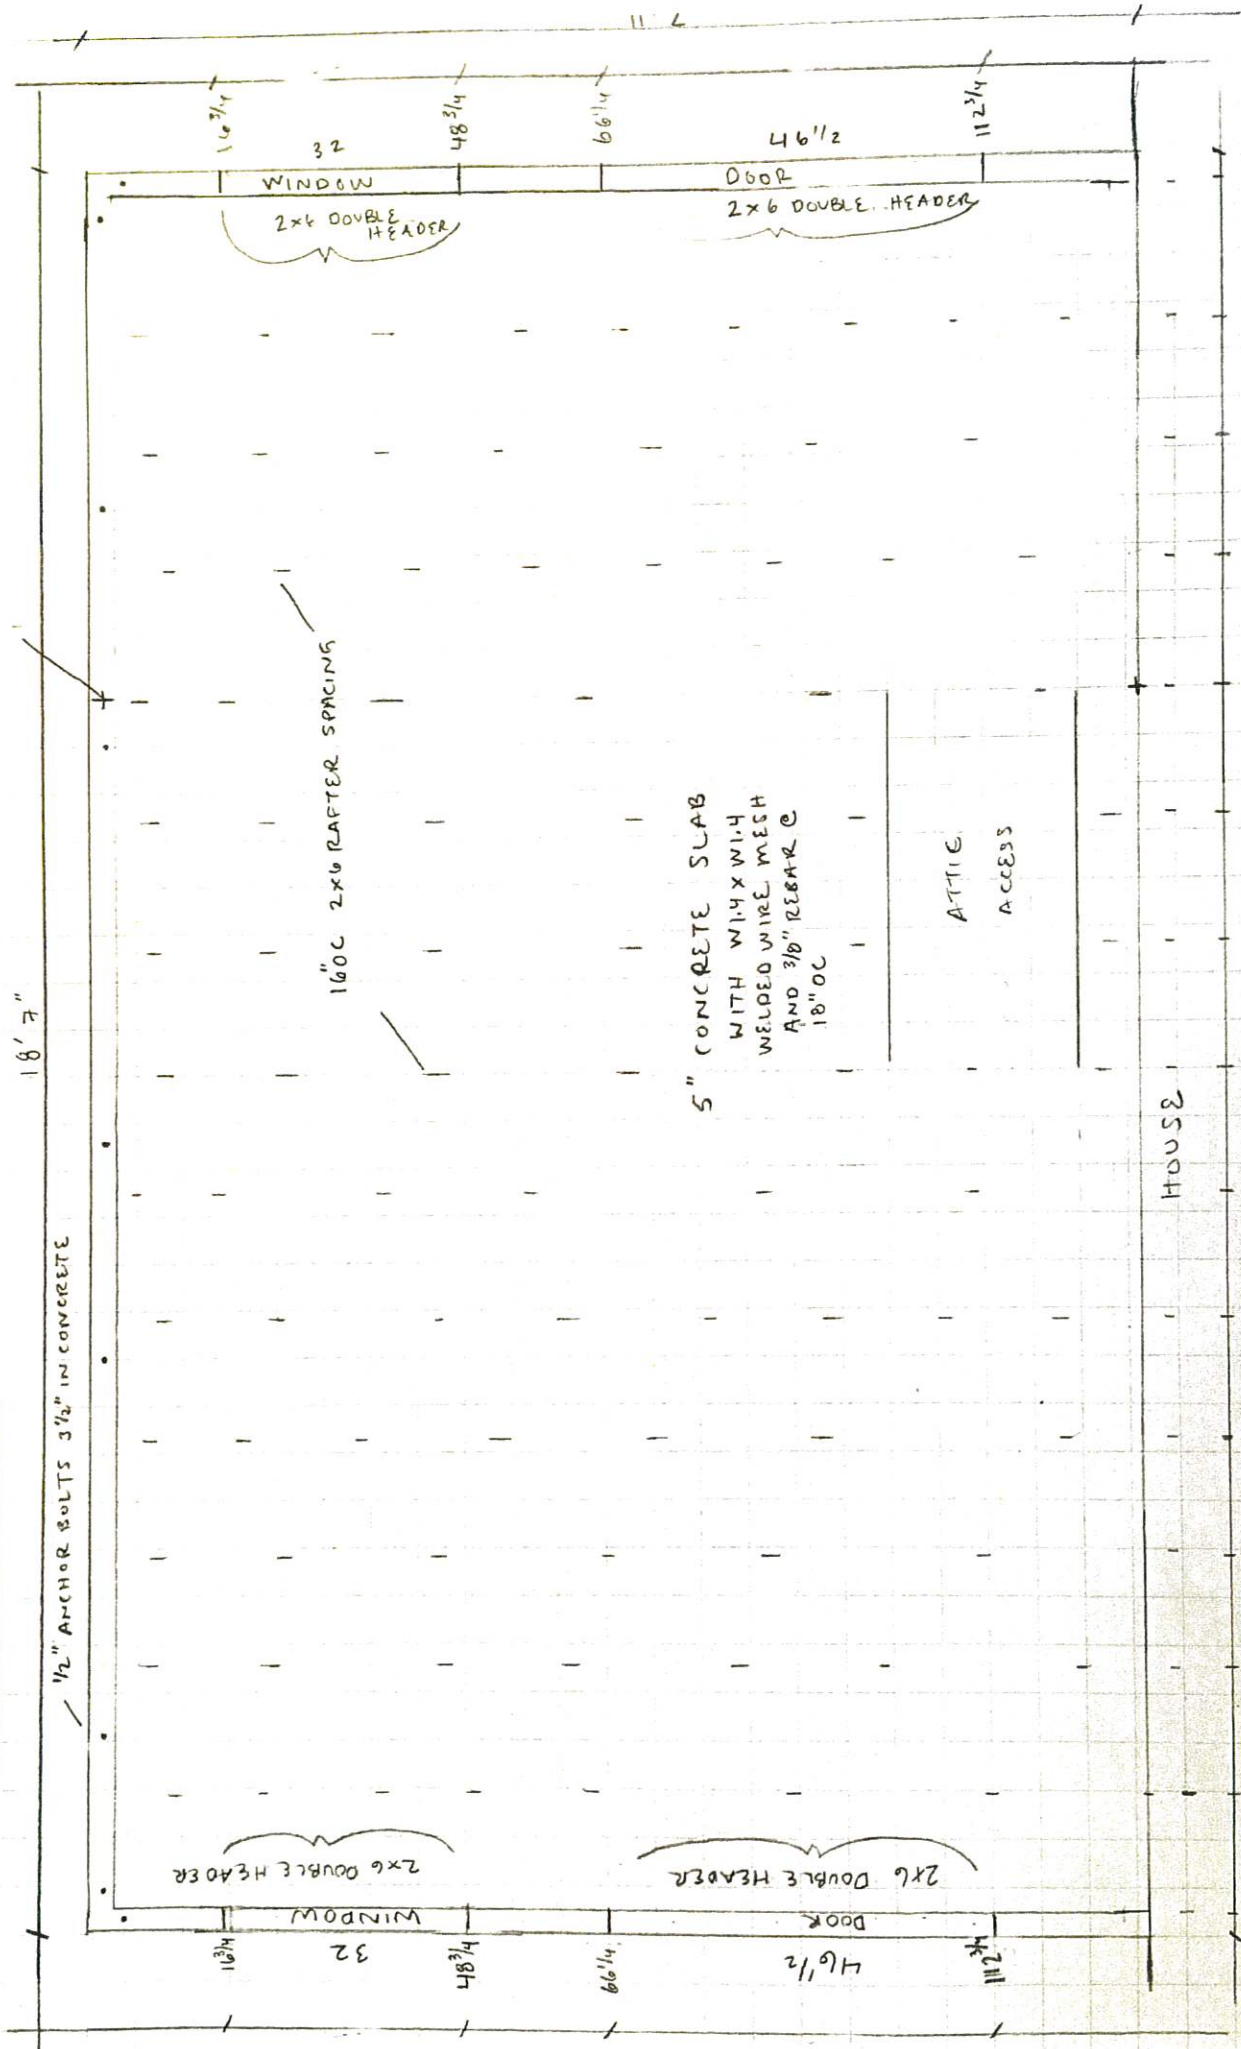 11 7
16 3/4
48 3/4
66 1/4
112 3/4
32
46 1/2
WINDOW
DOOR
2x6 DOUBLE
HEADER
2x6 DOUBLE HEADER
18' 7"
1/2" ANCHOR BOLTS 3 1/2" IN CONCRETE
16"OC 2x6 RAFTER SPACING
5" CONCRETE SLAB
WITH W1.4 x W1.4
WELDED WIRE MESH
AND 3/8" REBAR @
18" OC
ATTIC
ACCESS
HOUSE
2x6 DOUBLE HEADER
2x6 DOUBLE HEADER
WINDOW
DOOR
16 3/4
32
48 3/4
66 1/4
46 1/2
112 3/4